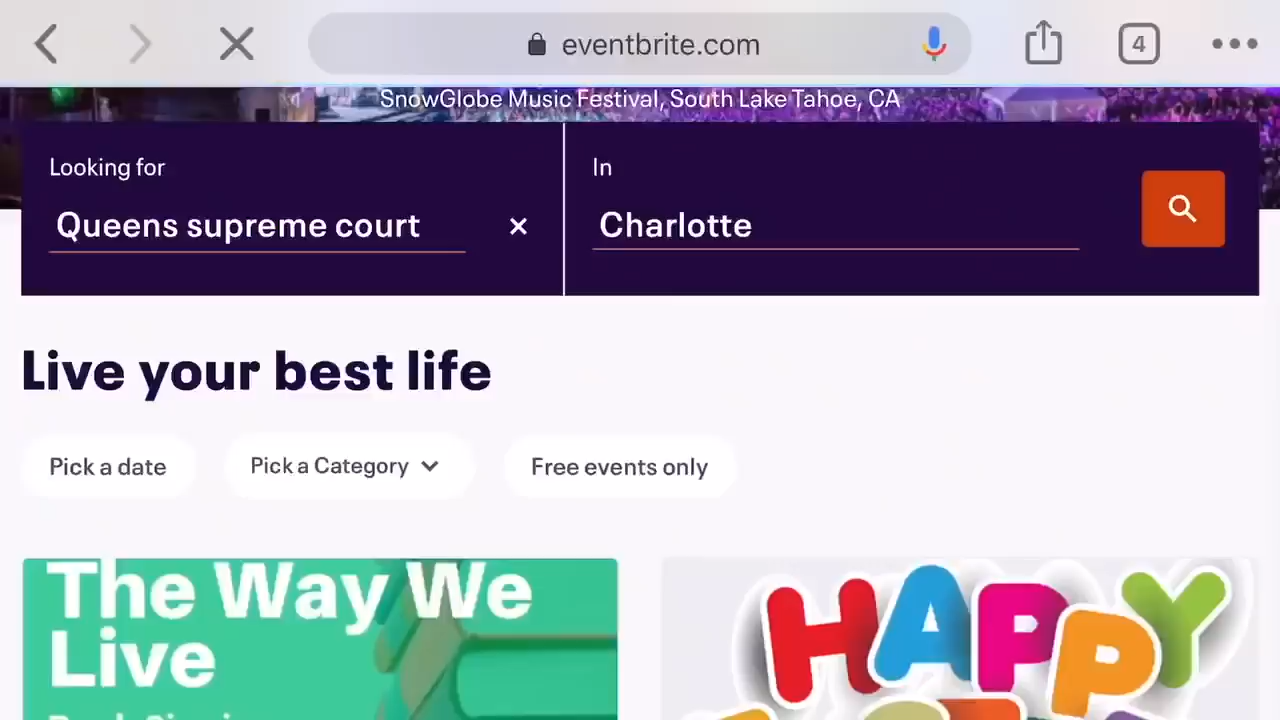 eventbrite.com
4
SnowGlobe Music Festival, South Lake Tahoe, CA
Looking for
In
Queens supreme court
Charlotte
Live your best life
Pick a date
Pick a Category
Free events only
The Way We
Live
HAPPY